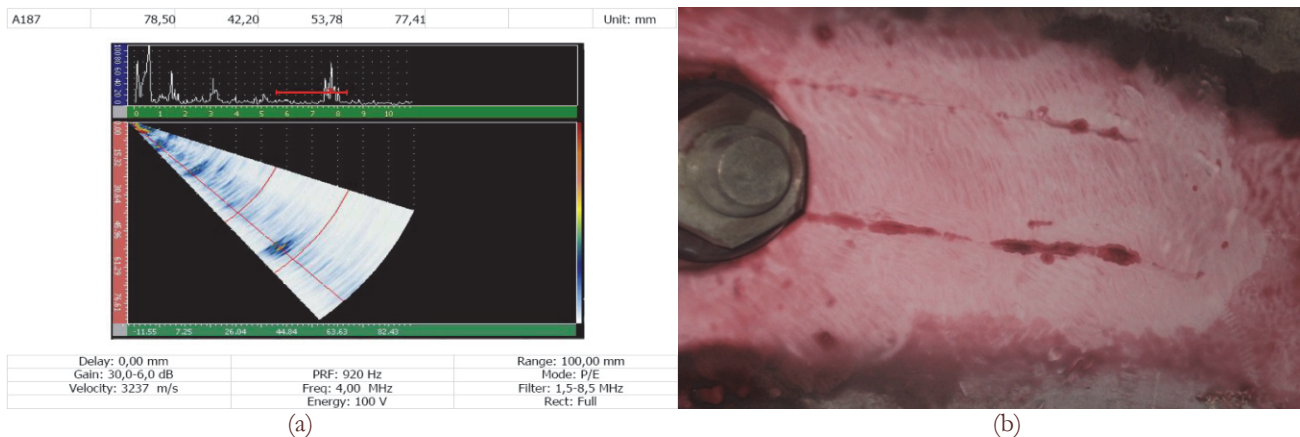 A187 78,50 42,20 53,78 77,41 Unit: mm
0 1 2 3 4 5 6 7 8 9 10
-11.55 7.25 26.04 44.84 63.63 82.43
Delay: 0,00 mm Range: 100,00 mm
Gain: 30,0-6,0 dB PRF: 920 Hz Mode: P/E
Velocity: 3237 m/s Freq: 4,00 MHz Filter: 1,5-8,5 MHz
Energy: 100 V Rect: Full
(a) (b)